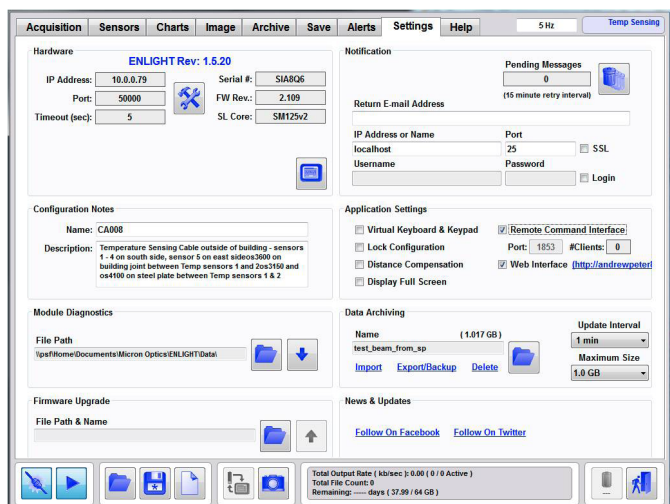 Acquisition Sensors Charts Image Archive Save Alerts Settings Help 5 Hz Temp Sensing
Hardware
ENLIGHT Rev: 1.5.20
IP Address: 10.0.0.79 Serial #: SIA8Q6
Port: 50000 FW Rev.: 2.109
Timeout (sec): 5 SL Core: SM125v2
Notification
Pending Messages
0
(15 minute retry interval)
Return E-mail Address
IP Address or Name Port
localhost 25 SSL
Username Password
Login
Configuration Notes
Name: CA008
Description: Temperature Sensing Cable outside of building - sensors
1 - 4 on south side, sensor 5 on east sideos3600 on
building joint between Temp sensors 1 and 2os3150 and
os4100 on steel plate between Temp sensors 1 & 2
Application Settings
Virtual Keyboard & Keypad Remote Command Interface
Lock Configuration Port: 1853 #Clients: 0
Distance Compensation Web Interface (http://andrewpeterl
Display Full Screen
Module Diagnostics
File Path
\\psf\Home\Documents\Micron Optics\ENLIGHT\Data\
Data Archiving
Name (1.017 GB) Update Interval
test_beam_from_sp 1 min
Import Export/Backup Delete Maximum Size
1.0 GB
Firmware Upgrade
File Path & Name
News & Updates
Follow On Facebook Follow On Twitter
Total Output Rate ( kb/sec ): 0.00 ( 0 / 0 Active )
Total File Count: 0
Remaining: ----- days ( 37.99 / 64 GB )